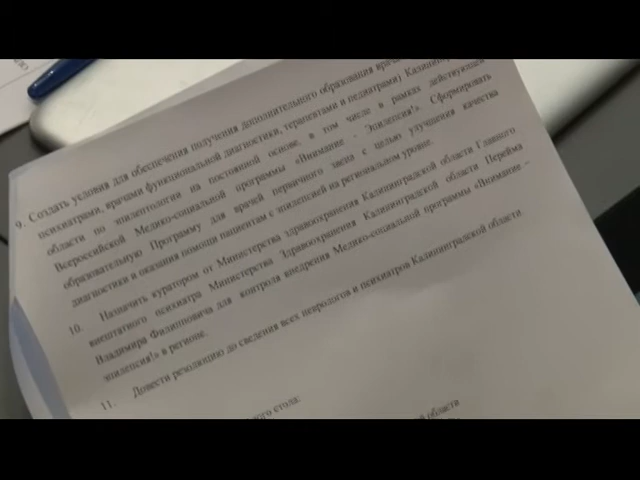 9. Создать условия для обеспечения получения дополнительного образования
психиатрами, врачами функциональной диагностики, терапевтами и педиатрами)
области по эпилептологии на постоянной основе, в том числе в рамках действующей
Всероссийской Медико-социальной программы «Внимание - Эпилепсия!». Сформировать
образовательную Программу для врачей первичного звена с целью улучшения качества
диагностики и оказания помощи пациентам с эпилепсией на региональном уровне.
10. Назначить куратором от Министерства здравоохранения Калининградской области Главного
внештатного психиатра Министерства Здравоохранения Калининградской области Перейма
Владимира Филипповича для контроля внедрения Медико-социальной программы «Внимание –
эпилепсия!» в регионе.
11. Довести резолюцию до сведения всех неврологов и психиатров Калининградской области
стола:
области